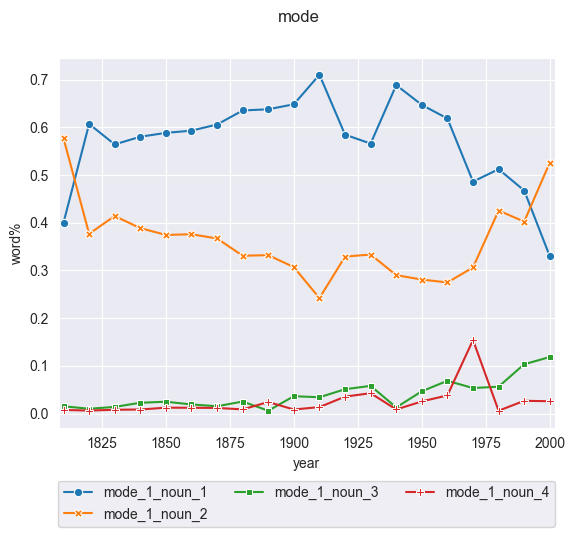 mode
0.7
0.6
0.5
0.4
0.3
0.2
0.1
0.0
word%
1825 1850 1875 1900 1925 1950 1975 2000
year
mode_1_noun_1 mode_1_noun_3 mode_1_noun_4
mode_1_noun_2